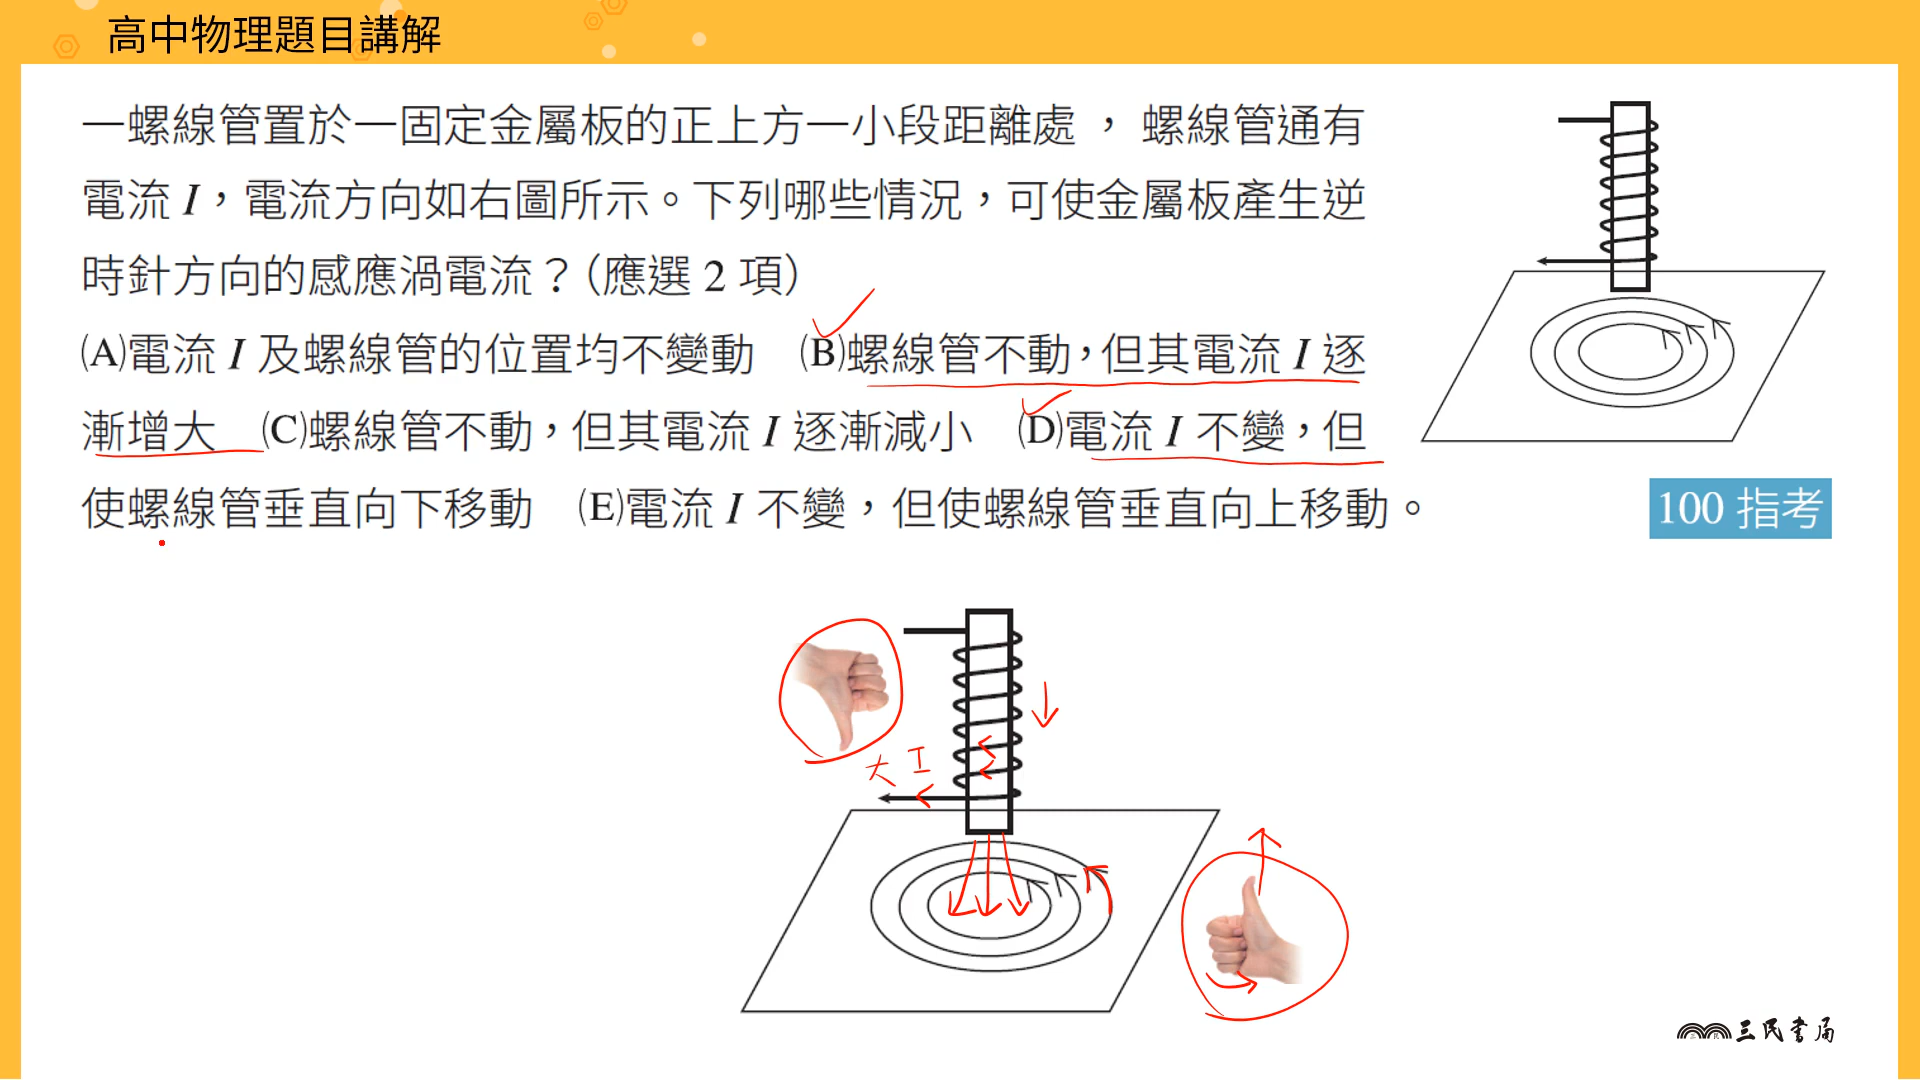 高中物理題目講解
一螺線管置於一固定金屬板的正上方一小段距離處 ， 螺線管通有
電流 I，電流方向如右圖所示。下列哪些情況，可使金屬板產生逆
時針方向的感應渦電流？（應選 2 項）
(A)電流 I 及螺線管的位置均不變動　(B)螺線管不動，但其電流 I 逐
漸增大　(C)螺線管不動，但其電流 I 逐漸減小　(D)電流 I 不變，但
使螺線管垂直向下移動　(E)電流 I 不變，但使螺線管垂直向上移動。
100 指考
大 I
三民書局